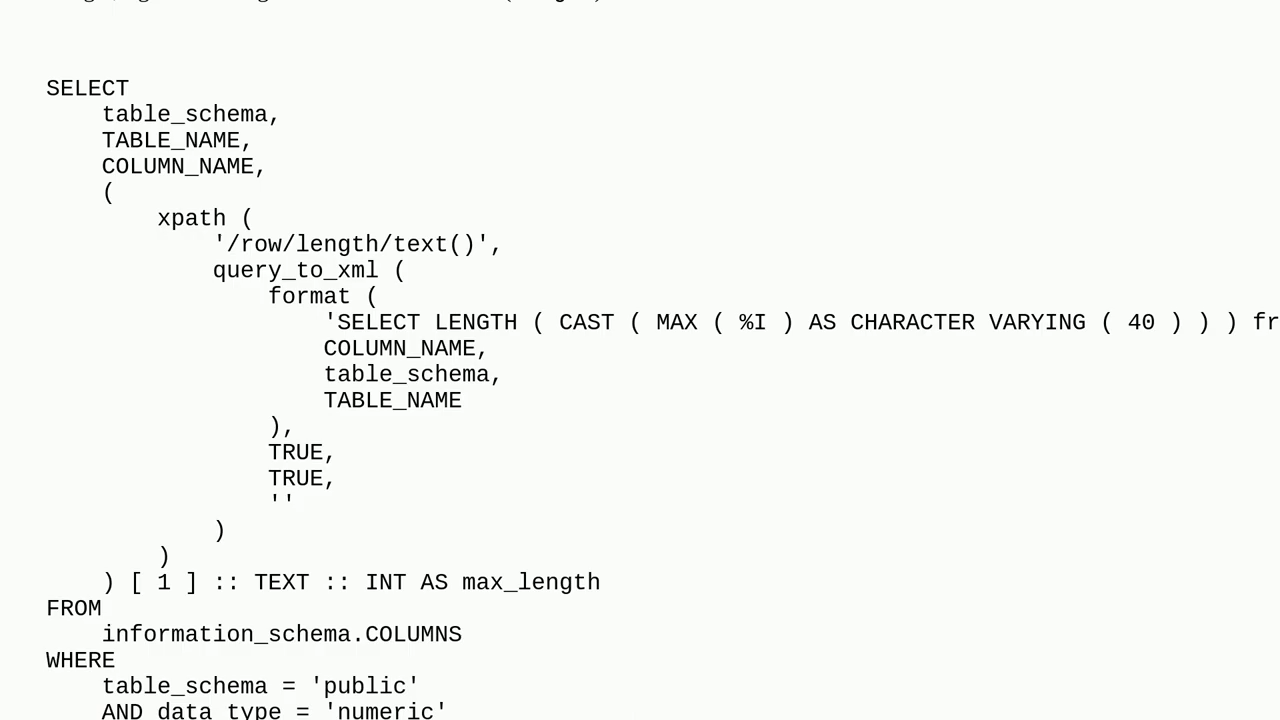 SELECT
table_schema,
TABLE_NAME,
COLUMN_NAME,
(
xpath (
'/row/length/text()',
query_to_xml (
format (
'SELECT LENGTH ( CAST ( MAX ( %I ) AS CHARACTER VARYING ( 40 ) ) ) fr
COLUMN_NAME,
table_schema,
TABLE_NAME
),
TRUE,
TRUE,
''
)
)
) [ 1 ] :: TEXT :: INT AS max_length
FROM
information_schema.COLUMNS
WHERE
table_schema = 'public'
AND data_type = 'numeric'